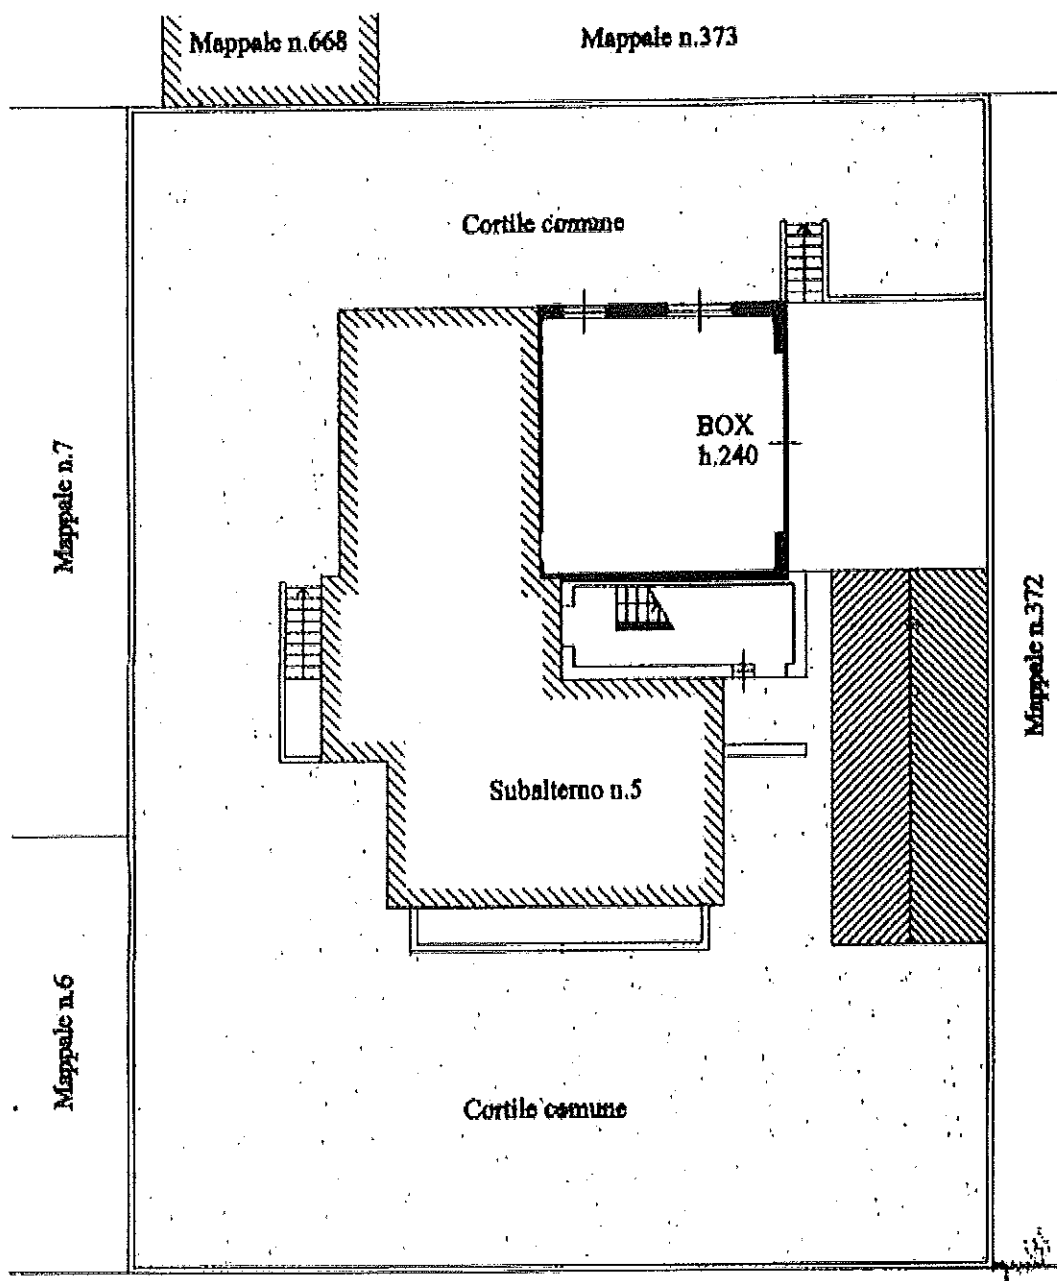 Mappale n.668
Mappale n.373
Cortile comune
BOX
h.240
Mappale n.7
Mappale n.372
Subalterno n.5
Mappale n.6
Cortile comune